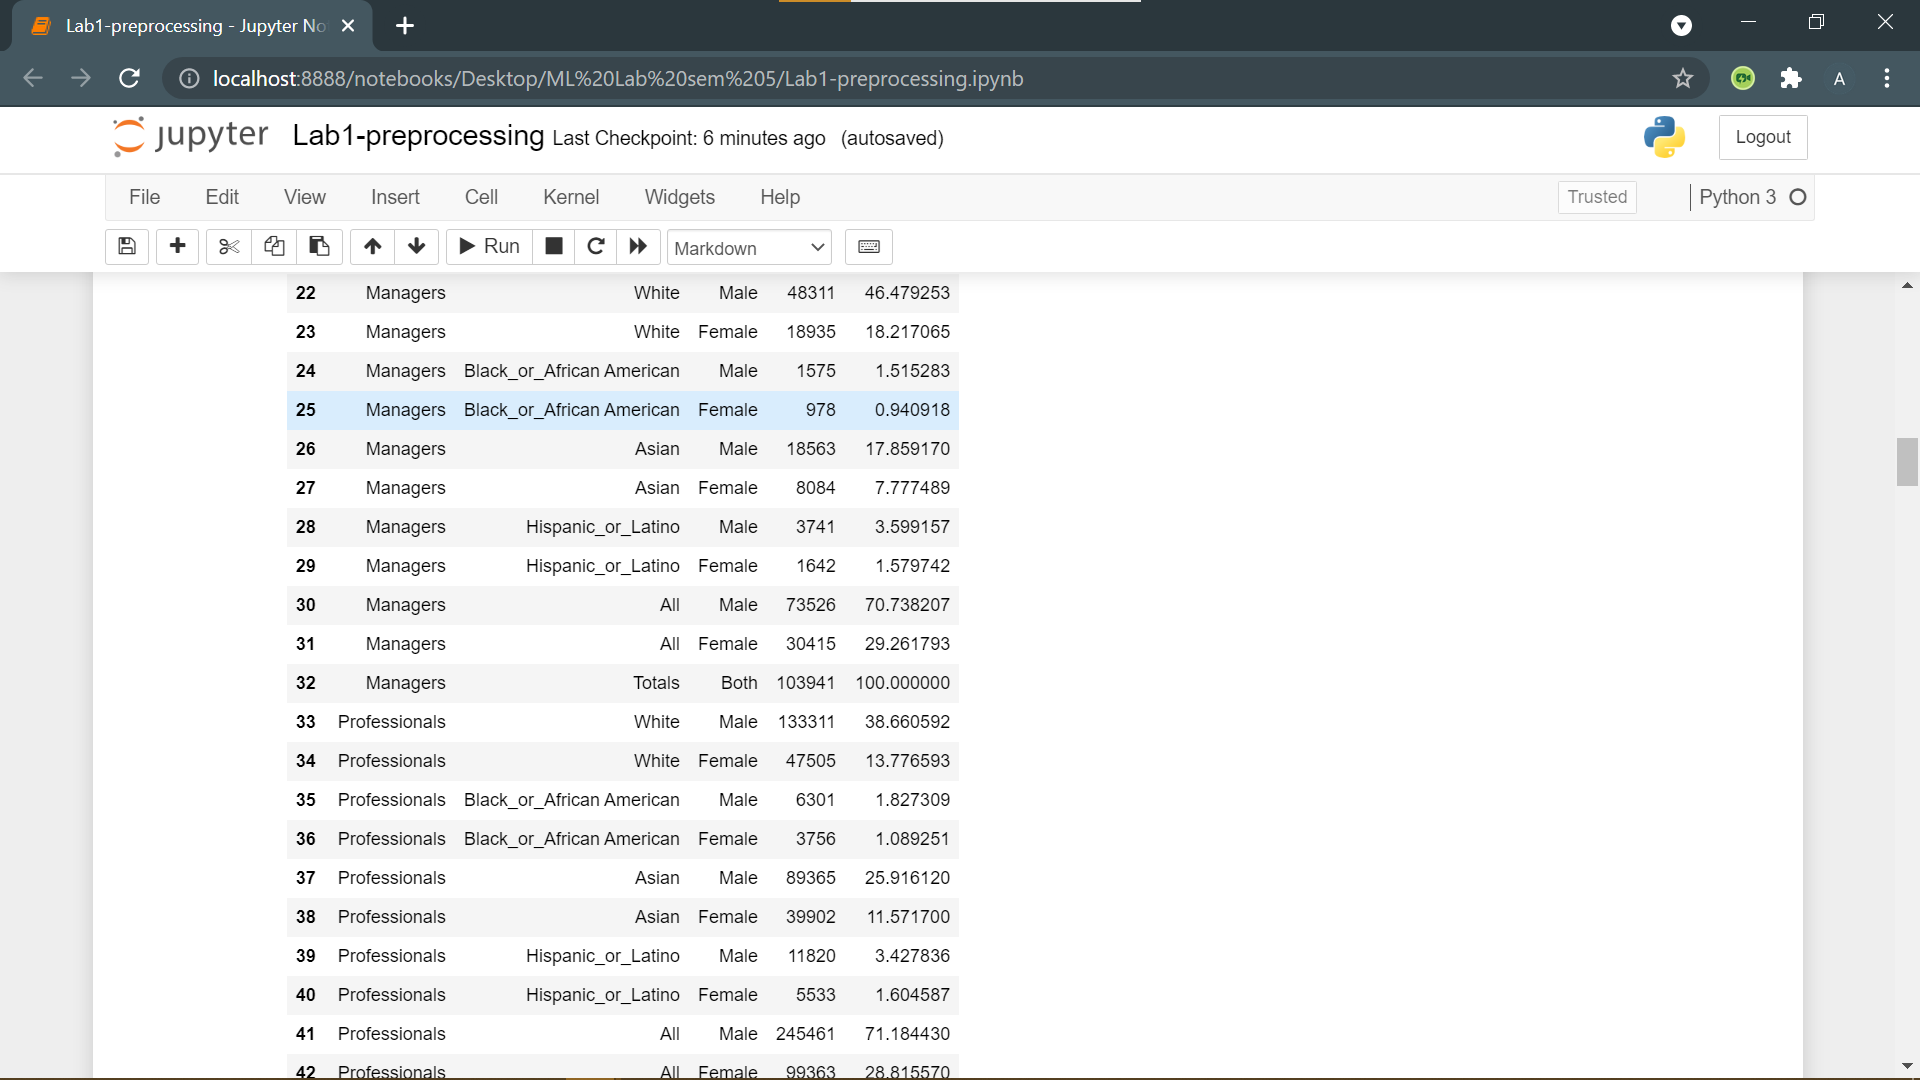 Lab1-preprocessing - Jupyter No
localhost:8888/notebooks/Desktop/ML%20Lab%20sem%205/Lab1-preprocessing.ipynb
A
jupyter Lab1-preprocessing Last Checkpoint: 6 minutes ago (autosaved)
Logout
File Edit View Insert Cell Kernel Widgets Help Trusted Python 3
Run Markdown
22 Managers White Male 48311 46.479253
23 Managers White Female 18935 18.217065
24 Managers Black_or_African American Male 1575 1.515283
25 Managers Black_or_African American Female 978 0.940918
26 Managers Asian Male 18563 17.859170
27 Managers Asian Female 8084 7.777489
28 Managers Hispanic_or_Latino Male 3741 3.599157
29 Managers Hispanic_or_Latino Female 1642 1.579742
30 Managers All Male 73526 70.738207
31 Managers All Female 30415 29.261793
32 Managers Totals Both 103941 100.000000
33 Professionals White Male 133311 38.660592
34 Professionals White Female 47505 13.776593
35 Professionals Black_or_African American Male 6301 1.827309
36 Professionals Black_or_African American Female 3756 1.089251
37 Professionals Asian Male 89365 25.916120
38 Professionals Asian Female 39902 11.571700
39 Professionals Hispanic_or_Latino Male 11820 3.427836
40 Professionals Hispanic_or_Latino Female 5533 1.604587
41 Professionals All Male 245461 71.184430
42 Professionals All Female 99363 28.815570